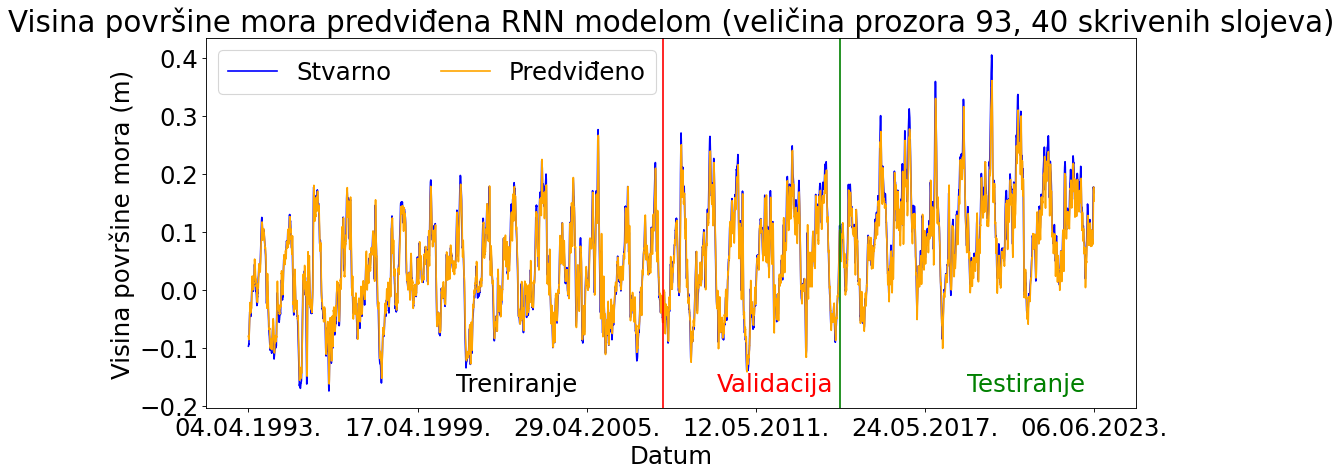 Visina površine mora predviđena RNN modelom (veličina prozora 93, 40 skrivenih slojeva)
Stvarno Predviđeno
Visina površine mora (m)
0.4
0.3
0.2
0.1
0.0
−0.1
−0.2
Treniranje Validacija Testiranje
04.04.1993. 17.04.1999. 29.04.2005. 12.05.2011. 24.05.2017. 06.06.2023.
Datum